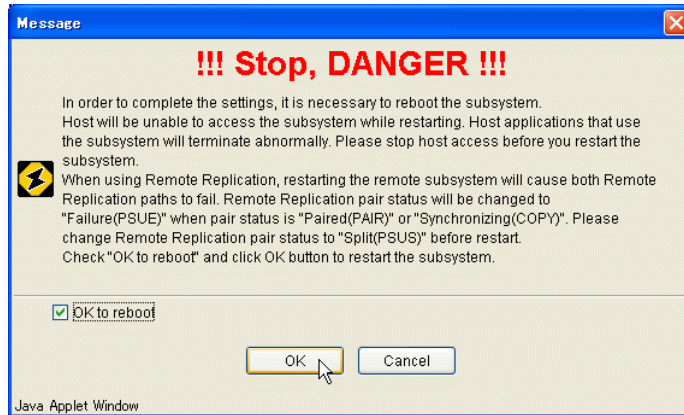 Message
!!! Stop, DANGER !!!
In order to complete the settings, it is necessary to reboot the subsystem.
Host will be unable to access the subsystem while restarting. Host applications that use
the subsystem will terminate abnormally. Please stop host access before you restart the
subsystem.
When using Remote Replication, restarting the remote subsystem will cause both Remote
Replication paths to fail. Remote Replication pair status will be changed to
"Failure(PSUE)" when pair status is "Paired(PAIR)" or "Synchronizing(COPY)". Please
change Remote Replication pair status to "Split(PSUS)" before restart.
Check "OK to reboot" and click OK button to restart the subsystem.
OK to reboot
OK
Cancel
Java Applet Window